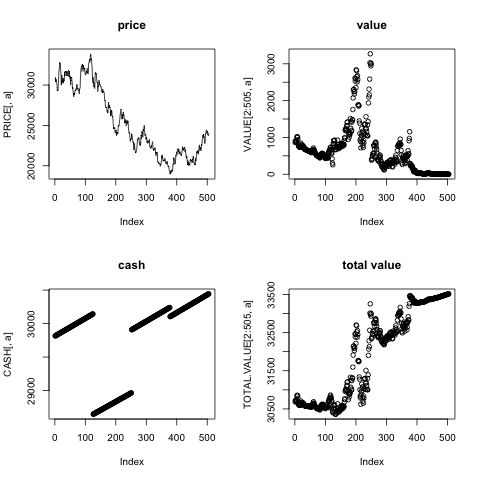 price
PRICE[, a]
20000 25000 30000
0 100 200 300 400 500
Index
value
VALUE[2:505, a]
0 1000 2000 3000
0 100 200 300 400 500
Index
cash
CASH[, a]
29000 30000
0 100 200 300 400 500
Index
total value
TOTAL.VALUE[2:505, a]
30500 31500 32500 33500
0 100 200 300 400 500
Index